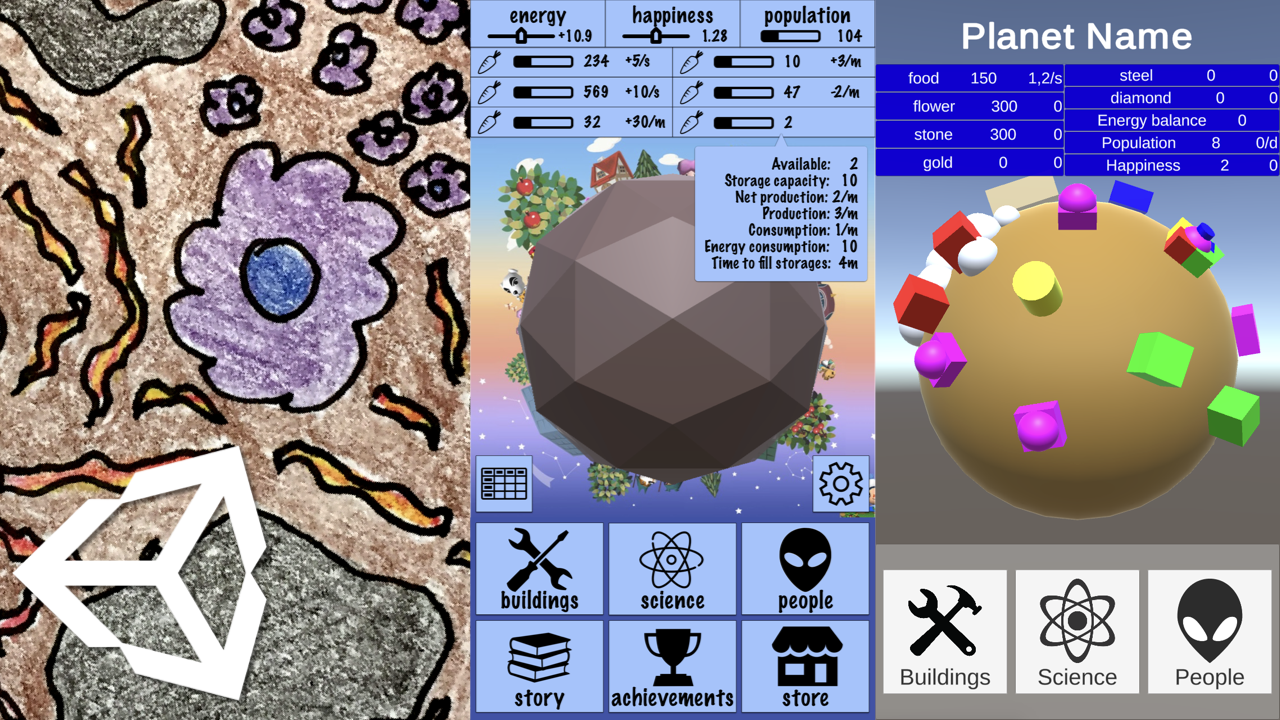 energy happiness population
+10.9 1.28 104
234 +5/s 10 +3/m
569 +10/s 47 -2/m
32 +30/m 2
Available: 2
Storage capacity: 10
Net production: 2/m
Production: 3/m
Consumption: 1/m
Energy consumption: 10
Time to fill storages: 4m
buildings science people
story achievements store
Planet Name
food 150 1,2/s
flower 300 0
stone 300 0
gold 0 0
steel 0 0
diamond 0 0
Energy balance 0
Population 8 0/d
Happiness 2 0
Buildings Science People